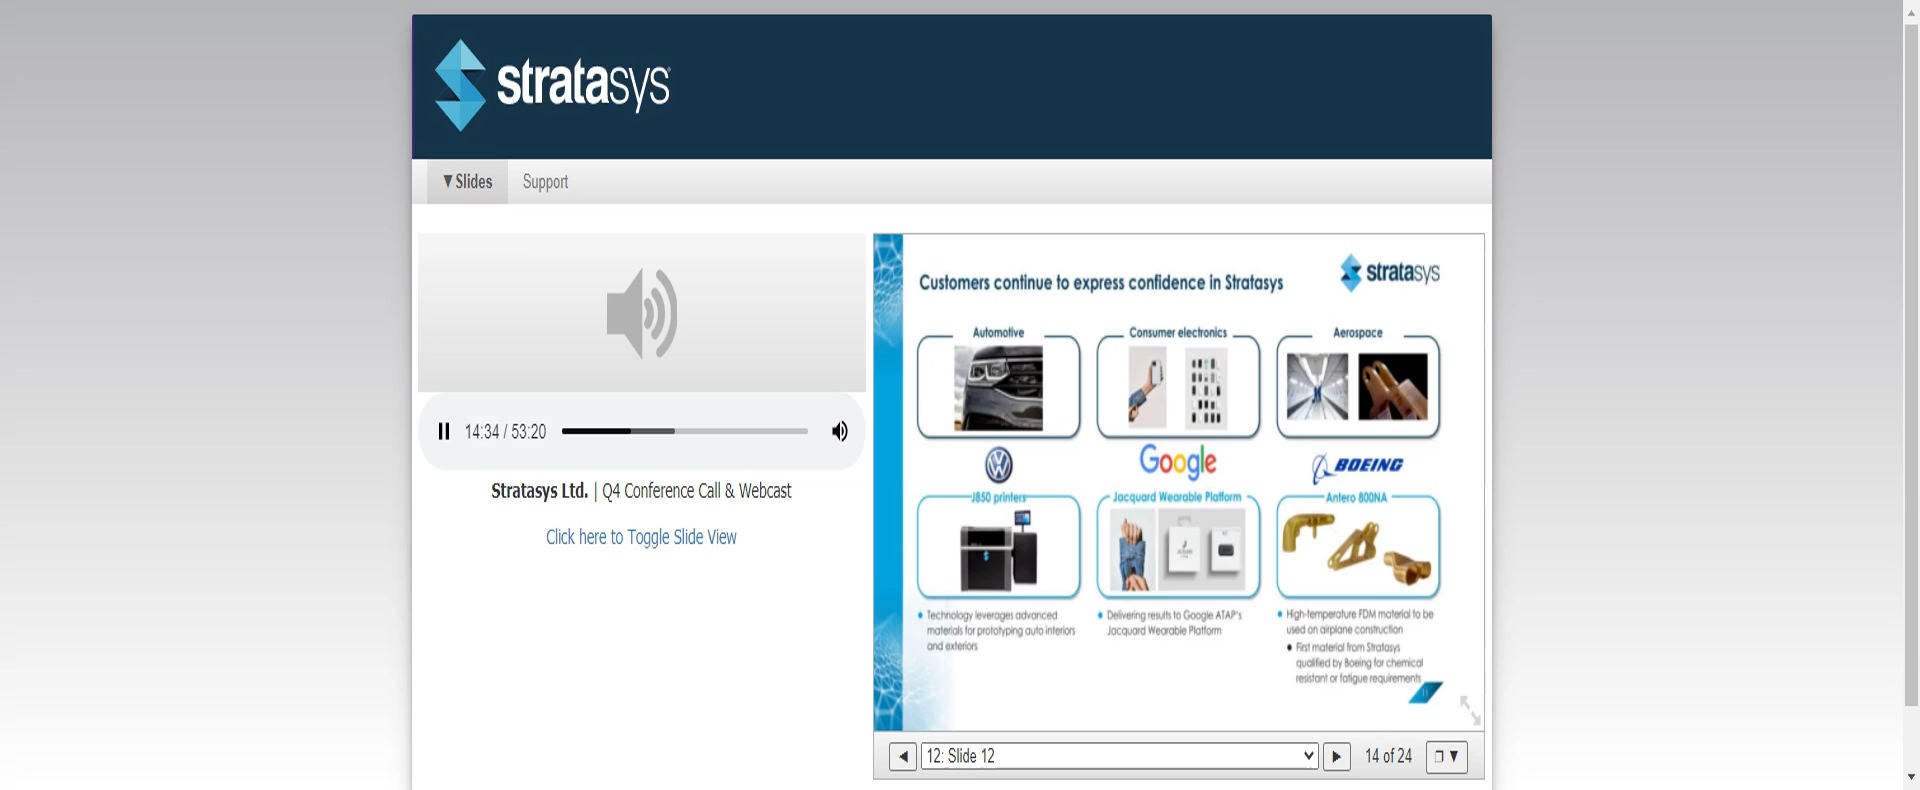 stratasys
▼ Slides
Support
14:34 / 53:20
Stratasys Ltd. | Q4 Conference Call & Webcast
Click here to Toggle Slide View
stratasys
Customers continue to express confidence in Stratasys
Automotive
Consumer electronics
Aerospace
Google
BOEING
J850 printers
Jacquard Wearable Platform
Antero 800NA
Technology leverages advanced
materials for prototyping auto interiors
and exteriors
Delivering results to Google ATAP's
Jacquard Wearable Platform
High-temperature FDM material to be
used on airplane construction
First material from Stratasys
qualified by Boeing for chemical
resistant or fatigue requirements
12: Slide 12
14 of 24